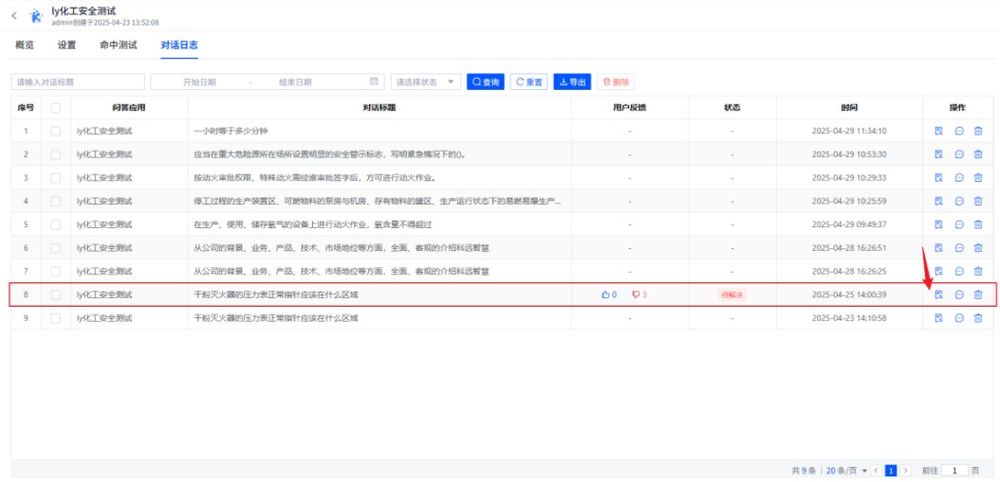 ly化工安全测试
admin创建于2025-04-23 13:52:08
概览 设置 命中测试 对话日志
请输入对话标题 开始日期 - 结束日期 请选择状态 查询 重置 导出 删除
序号 问答应用 对话标题 用户反馈 状态 时间 操作
1 ly化工安全测试 一小时等于多少分钟 - - 2025-04-29 11:34:10
2 ly化工安全测试 应当在重大危险源所在场所设置明显的安全警示标志，写明紧急情况下的()。 - - 2025-04-29 10:53:30
3 ly化工安全测试 按动火审批权限，特殊动火需经谁审批签字后，方可进行动火作业。 - - 2025-04-29 10:29:33
4 ly化工安全测试 停工过程的生产装置区、可燃物料的泵房与机房、存有物料的罐区、生产运行状态下的易燃易爆生产... - - 2025-04-29 10:25:59
5 ly化工安全测试 在生产、使用、储存氢气的设备上进行动火作业，氢含量不得超过 - - 2025-04-29 09:49:37
6 ly化工安全测试 从公司的背景、业务、产品、技术、市场地位等方面，全面、客观的介绍科远智慧 - - 2025-04-28 16:26:51
7 ly化工安全测试 从公司的背景、业务、产品、技术、市场地位等方面，全面、客观的介绍科远智慧 - - 2025-04-28 16:26:25
8 ly化工安全测试 干粉灭火器的压力表正常指针应该在什么区域 0 3 待解决 2025-04-25 14:00:39
9 ly化工安全测试 干粉灭火器的压力表正常指针应该在什么区域 - - 2025-04-23 14:10:58
共 9 条 20 条/页 < 1 > 前往 1 页